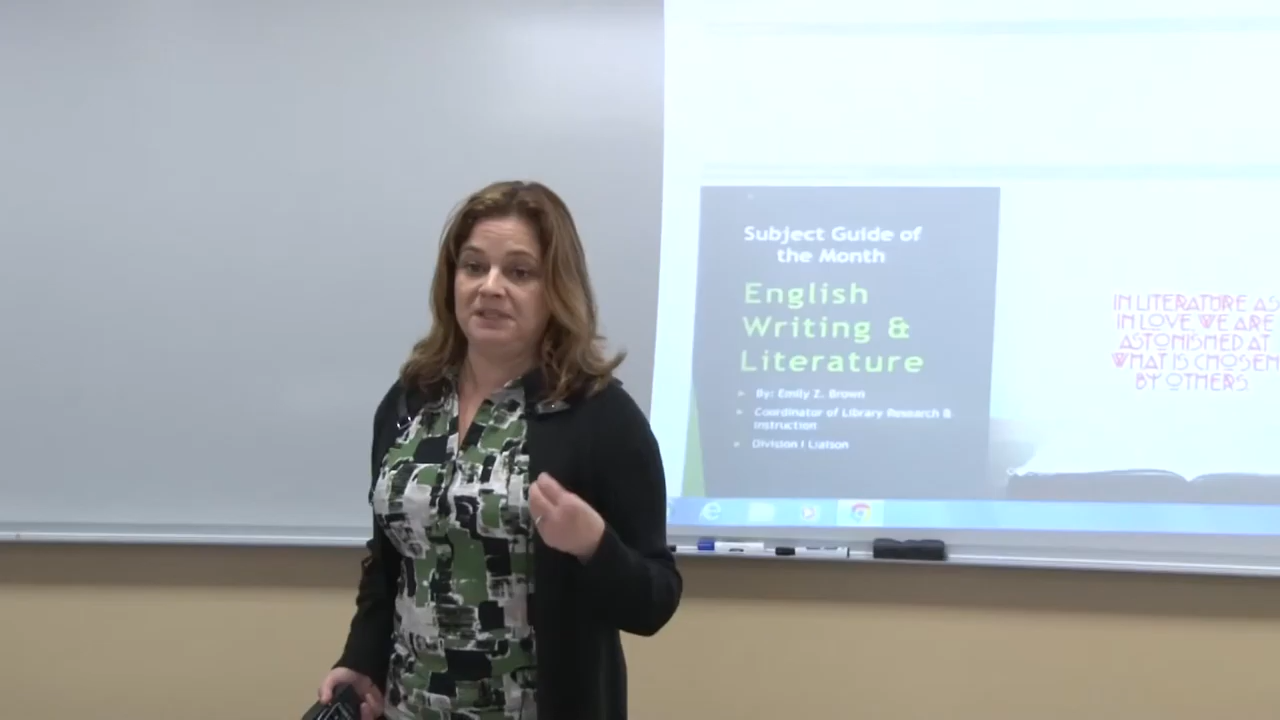 Subject Guide of
the Month
English
Writing &
Literature
By: Emily Z. Brown
Coordinator of Library Research &
Instruction
Division I Liaison
IN LITERATURE AS
IN LOVE, WE ARE
ASTONISHED AT
WHAT IS CHOSEN
BY OTHERS.